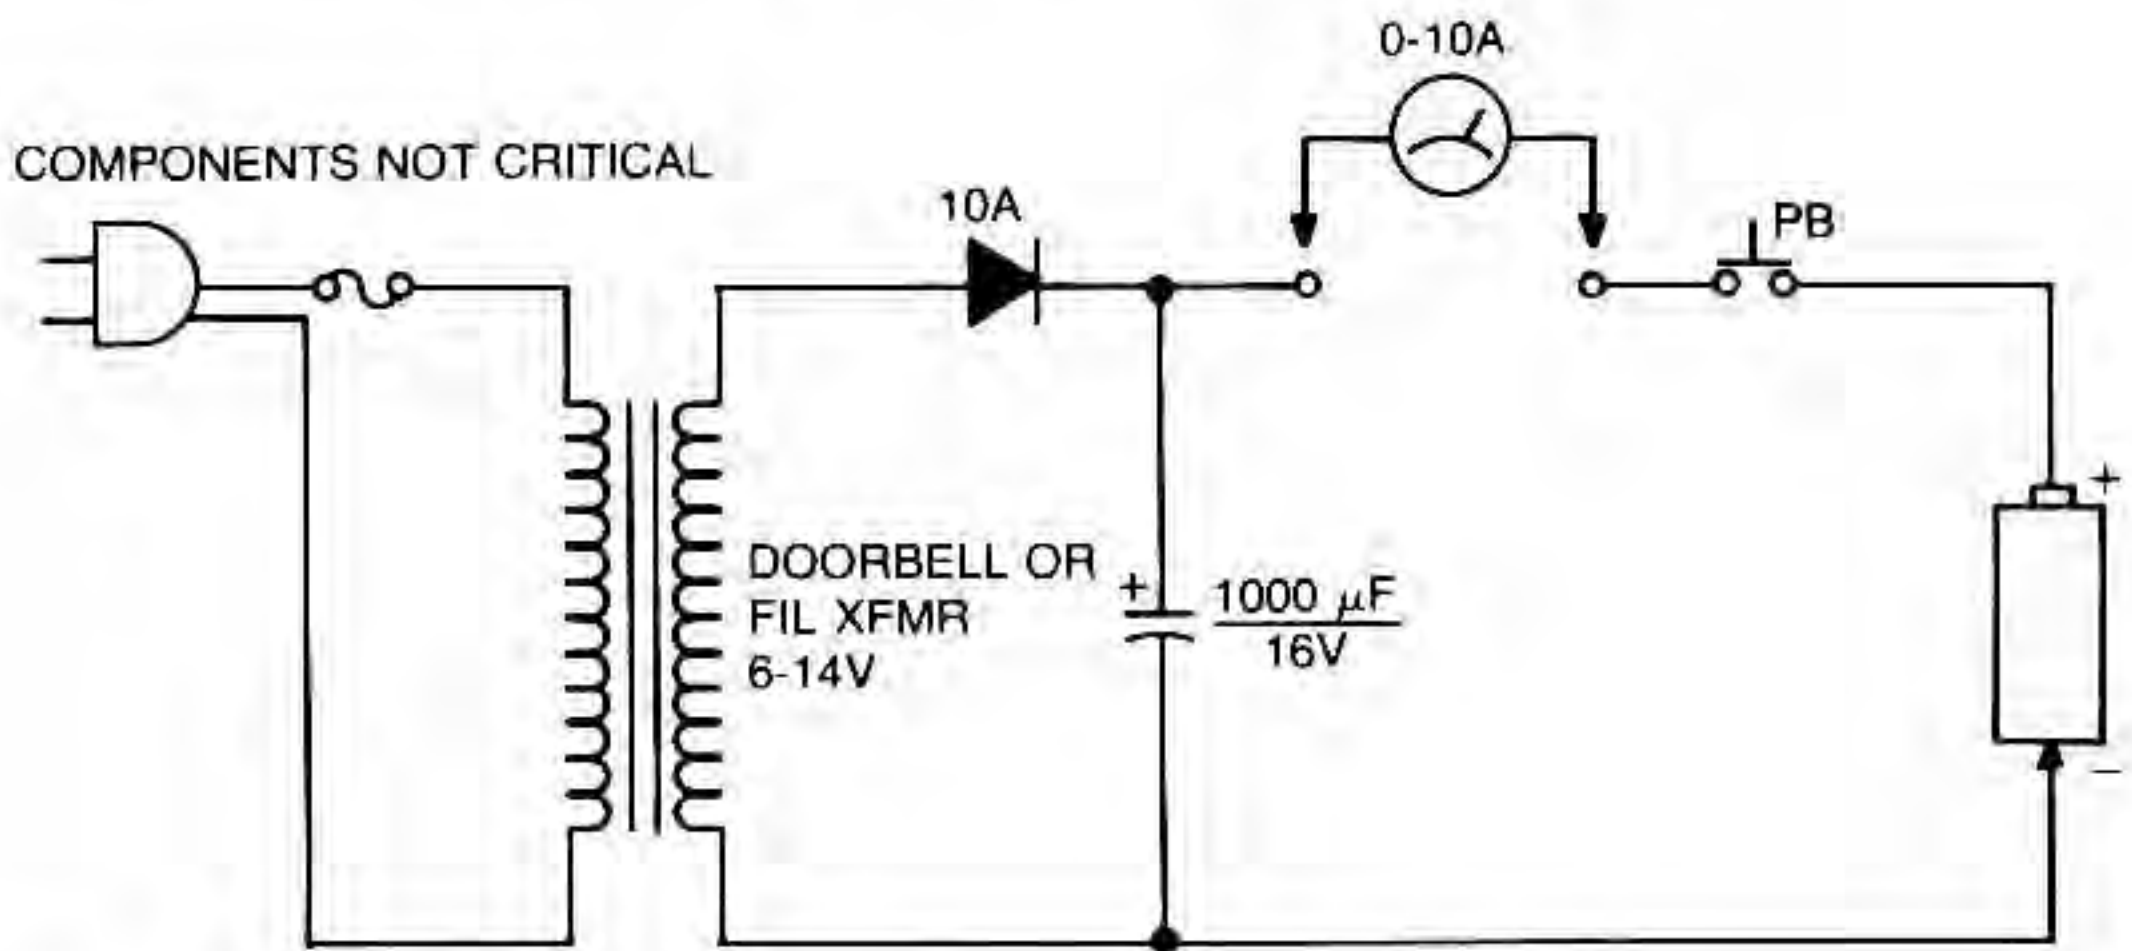 COMPONENTS NOT CRITICAL
0-10A
10A
PB
DOORBELL OR
FIL XFMR
6-14V
+
1000 µF
16V
+
−